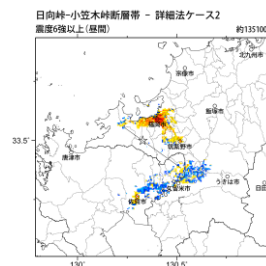 日向峠-小笠木峠断層帯 - 詳細法ケース2
震度6強以上（昼間）
約135100
北九州市
宗像市
飯塚市
福岡市
33.5˚
筑紫野市
唐津市
うきは市
日田
久留米市
佐賀市
130˚
130.5˚